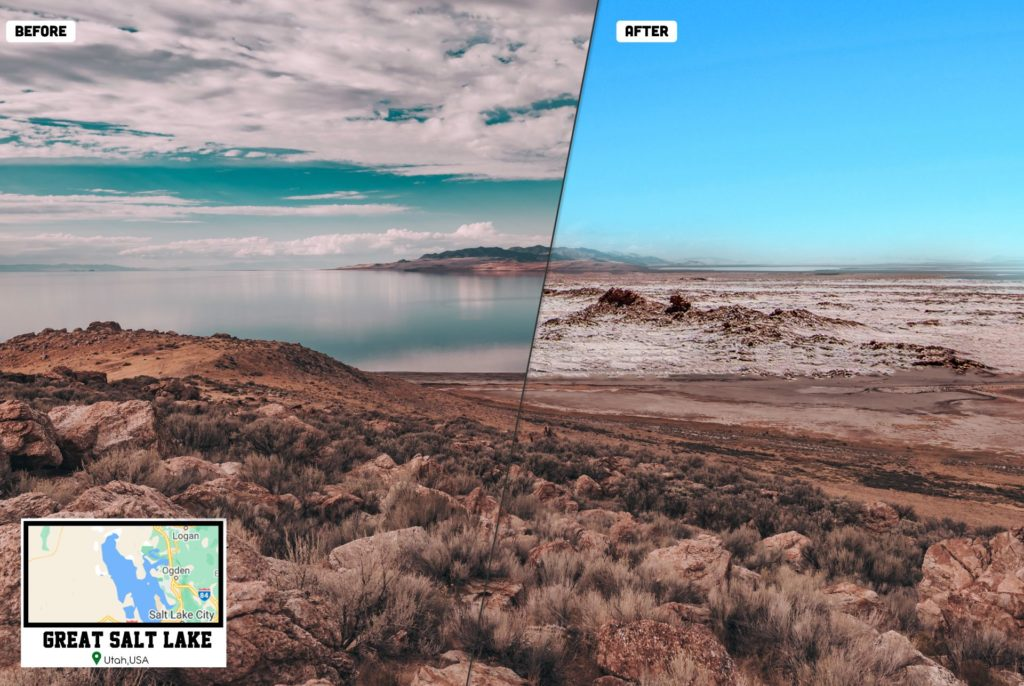 BEFORE
AFTER
Logan
Ogden
84
Salt Lake City
GREAT SALT LAKE
Utah,USA